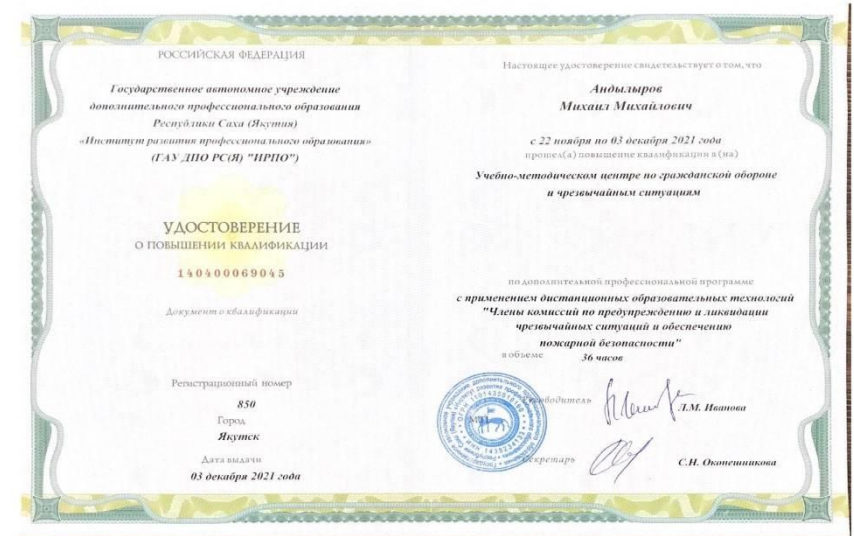 РОССИЙСКАЯ ФЕДЕРАЦИЯ
Государственное автономное учреждение
дополнительного профессионального образования
Республики Саха (Якутия)
«Институт развития профессионального образования»
(ГАУ ДПО РС(Я) "ИРПО")
УДОСТОВЕРЕНИЕ
О ПОВЫШЕНИИ КВАЛИФИКАЦИИ
140400069045
Документ о квалификации
Регистрационный номер
850
Город
Якутск
Дата выдачи
03 декабря 2021 года
Настоящее удостоверение свидетельствует о том, что
Андылыров
Михаил Михайлович
с 22 ноября по 03 декабря 2021 года
прошел(а) повышение квалификации в (на)
Учебно-методическом центре по гражданской обороне
и чрезвычайным ситуациям
по дополнительной профессиональной программе
с применением дистанционных образовательных технологий
"Члены комиссий по предупреждению и ликвидации
чрезвычайных ситуаций и обеспечению
пожарной безопасности"
в объеме 36 часов
Руководитель Л.М. Иванова
М.П.
Секретарь С.Н. Оконешникова